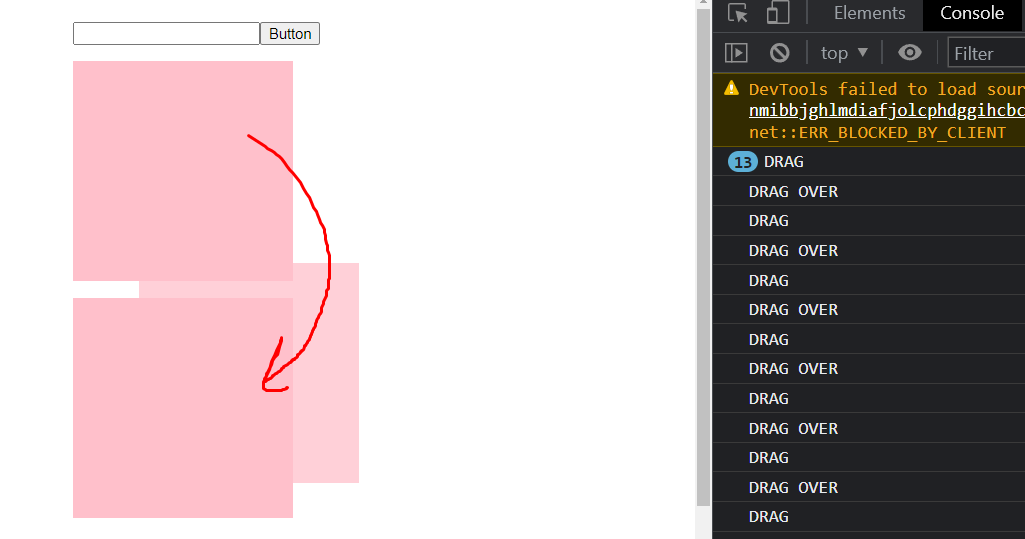 Button
Elements
Console
top
Filter
DevTools failed to load sour
nmibbjghlmdiafjolcphdggihcbc
net::ERR_BLOCKED_BY_CLIENT
13 DRAG
DRAG OVER
DRAG
DRAG OVER
DRAG
DRAG OVER
DRAG
DRAG OVER
DRAG
DRAG OVER
DRAG
DRAG OVER
DRAG